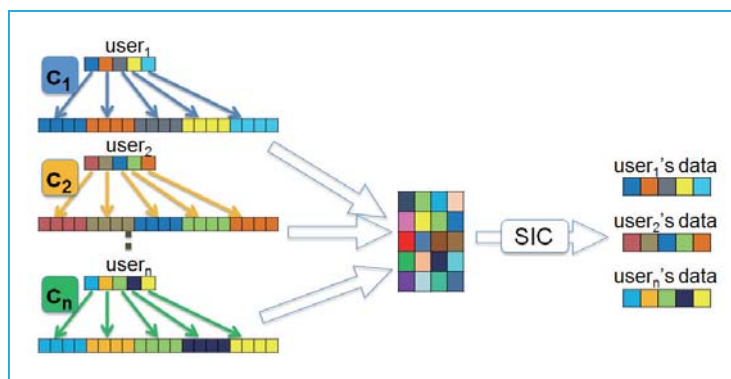 user₁
C₁
user₂
C₂
userₙ
Cₙ
SIC
user₁'s data
user₂'s data
userₙ's data